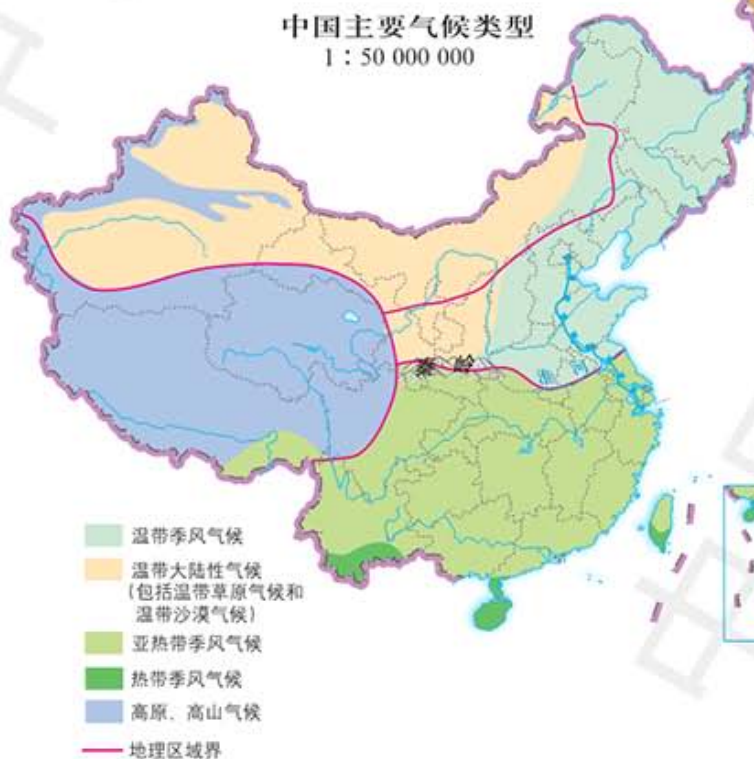 中国主要气候类型
1:50 000 000
秦岭
淮河
温带季风气候
温带大陆性气候
(包括温带草原气候和
温带沙漠气候)
亚热带季风气候
热带季风气候
高原、高山气候
地理区域界